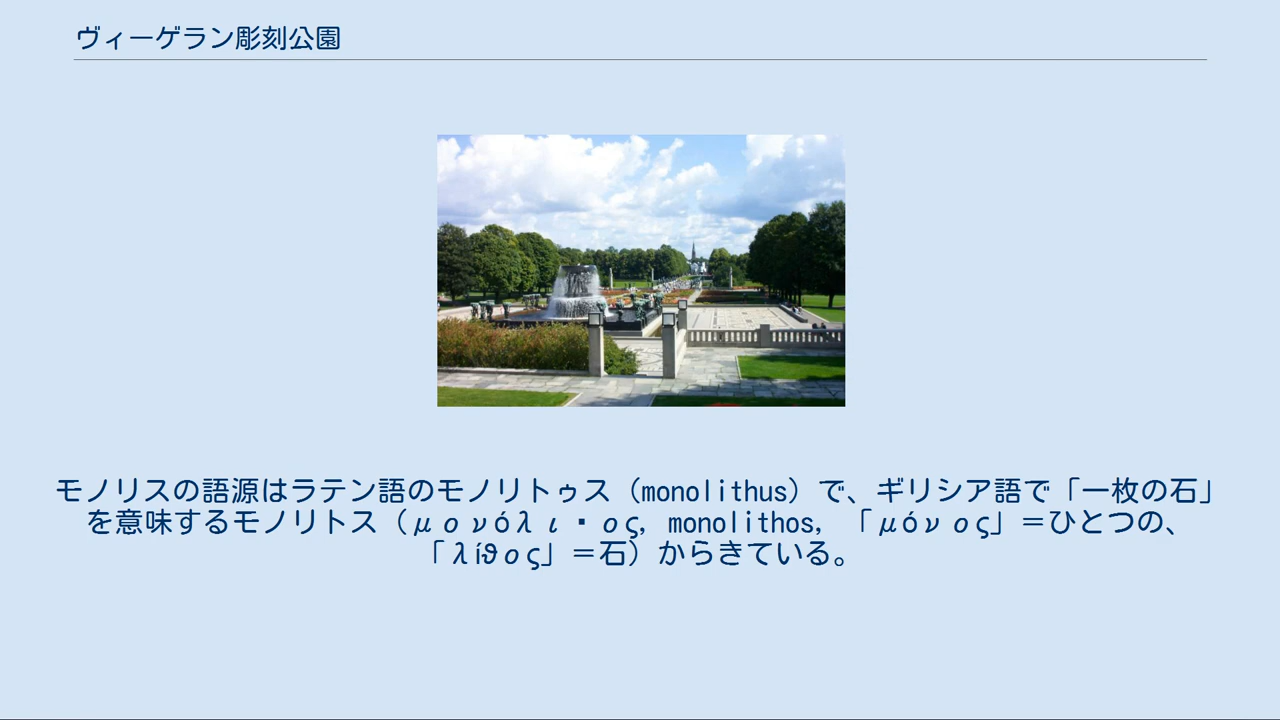 ヴィーゲラン彫刻公園
モノリスの語源はラテン語のモノリトゥス（monolithus）で、ギリシア語で「一枚の石」
を意味するモノリトス（μονόλι▪ος, monolithos, 「μόνος」＝ひとつの、
「λίϑος」＝石）からきている。